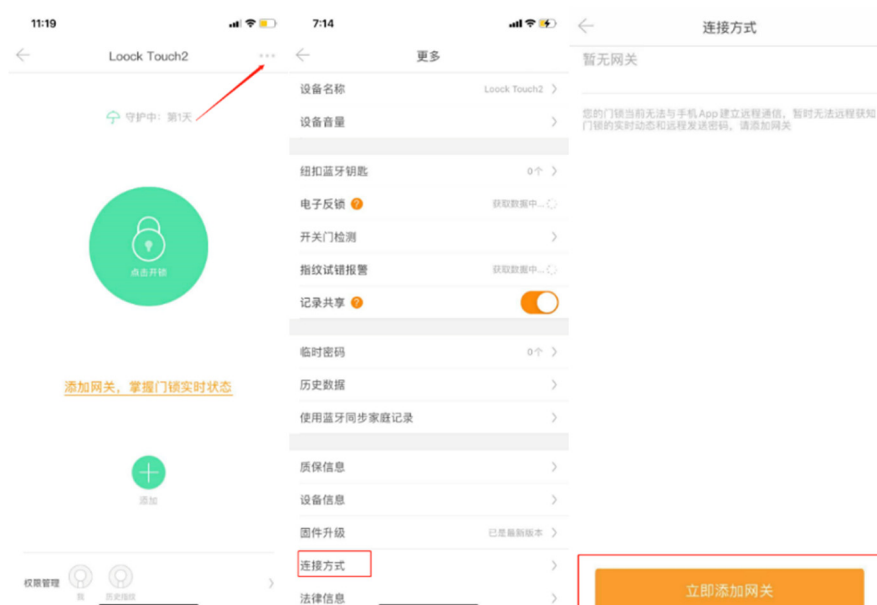 11:19
Loock Touch2
守护中：第1天
点击开锁
添加网关，掌握门锁实时状态
添加
权限管理
我
历史指纹
7:14
更多
设备名称
Loock Touch2
设备音量
纽扣蓝牙钥匙
0个
电子反锁
获取数据中...
开关门检测
指纹试错报警
获取数据中...
记录共享
临时密码
0个
历史数据
使用蓝牙同步家庭记录
质保信息
设备信息
固件升级
已是最新版本
连接方式
法律信息
连接方式
暂无网关
您的门锁当前无法与手机App建立远程通信，暂时无法远程获知
门锁的实时动态和远程发送密码，请添加网关
立即添加网关